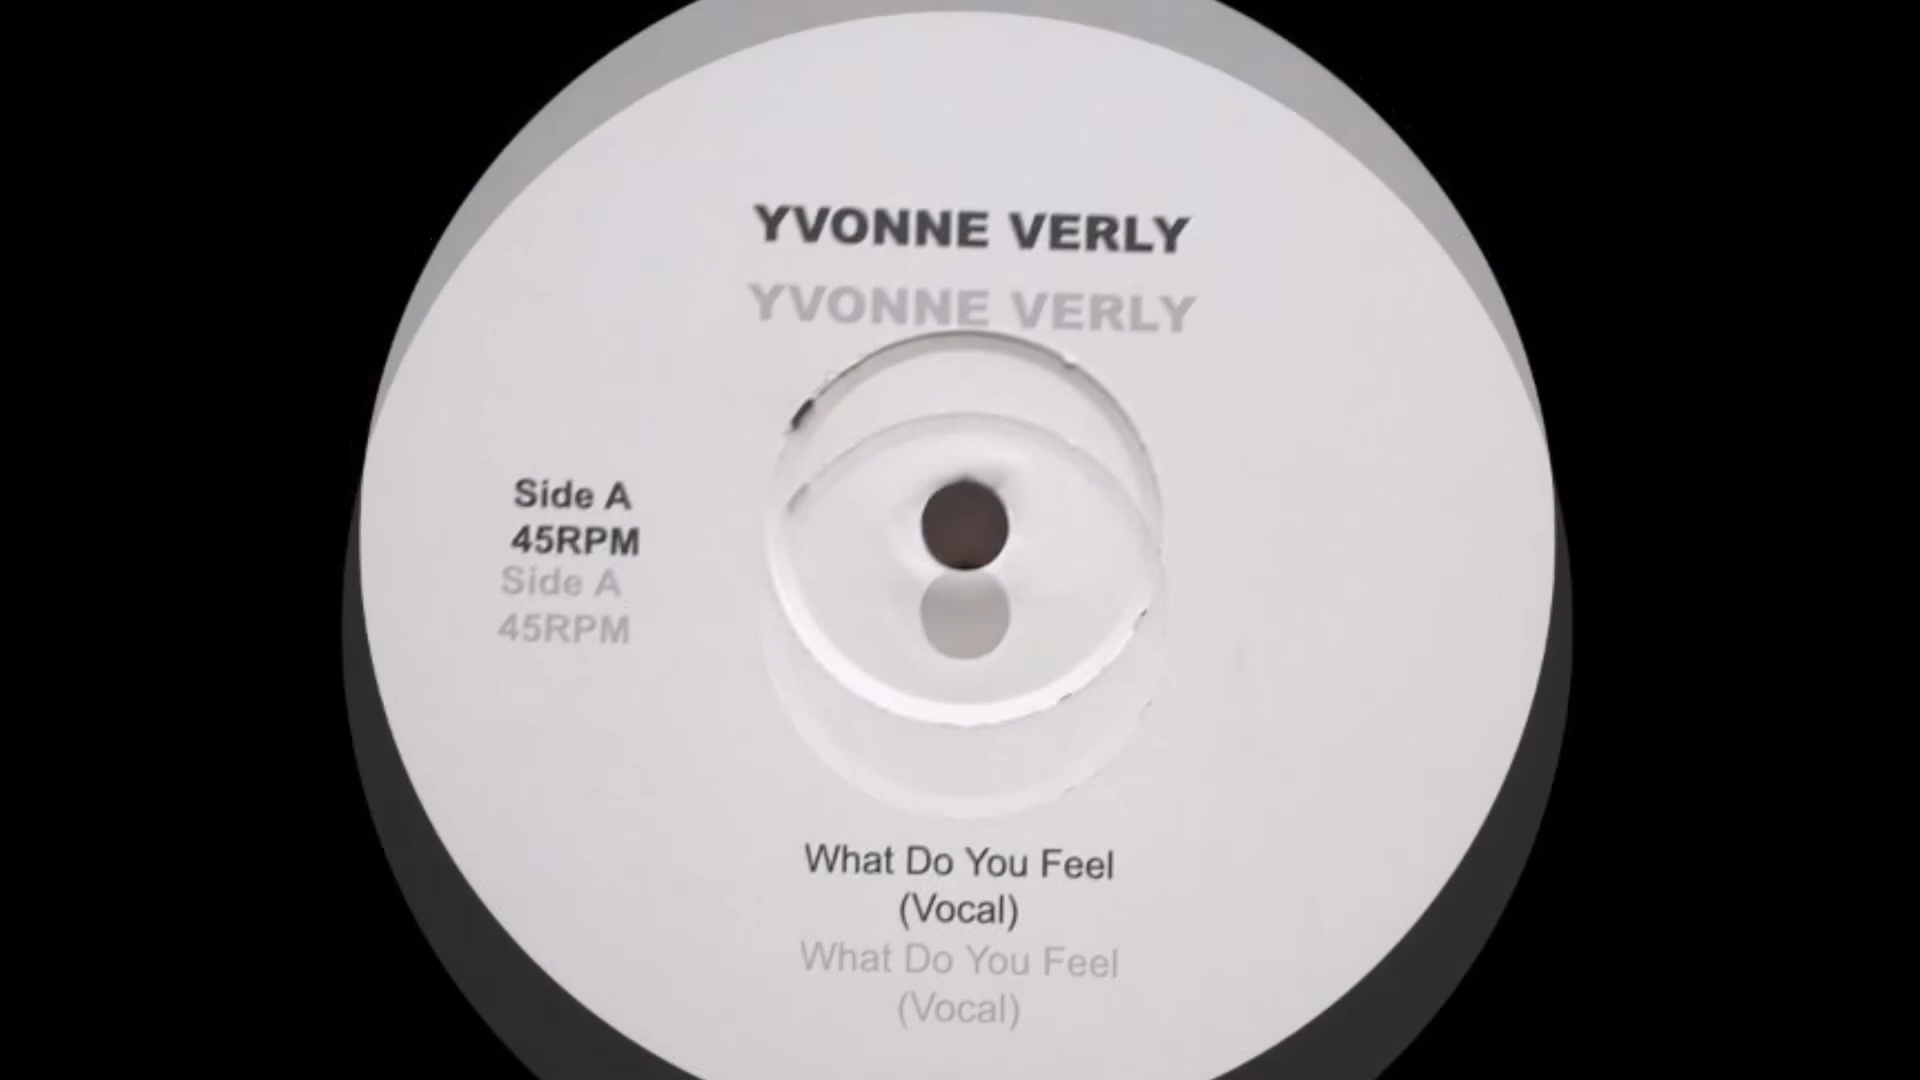 YVONNE VERLY
YVONNE VERLY
Side A
45RPM
Side A
45RPM
What Do You Feel
(Vocal)
What Do You Feel
(Vocal)